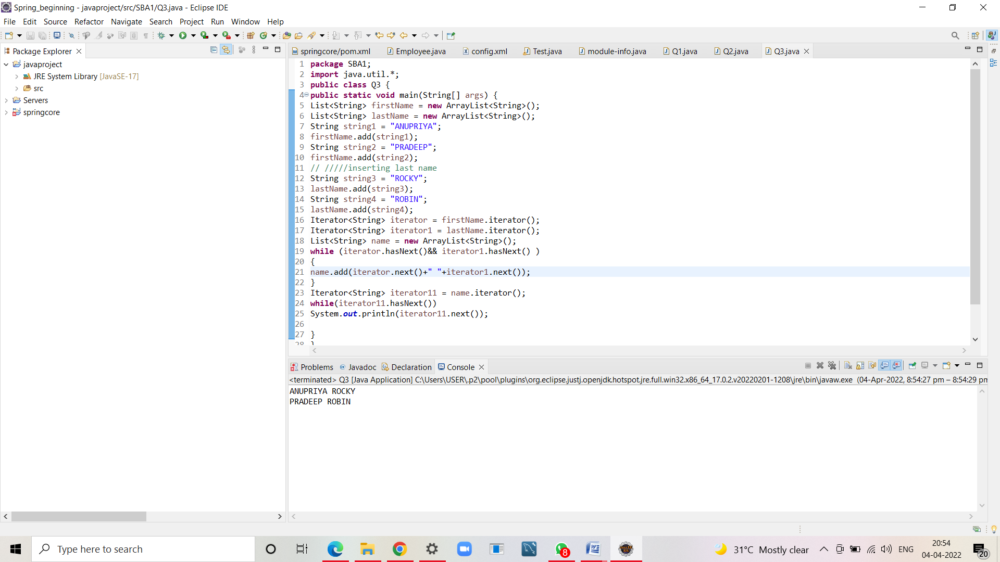 Spring_beginning - javaproject/src/SBA1/Q3.java - Eclipse IDE
File Edit Source Refactor Navigate Search Project Run Window Help
Package Explorer
javaproject
JRE System Library [JavaSE-17]
src
Servers
springcore
springcore/pom.xml Employee.java config.xml Test.java module-info.java Q1.java Q2.java Q3.java
1 package SBA1;
2 import java.util.*;
3 public class Q3 {
4 public static void main(String[] args) {
5 List<String> firstName = new ArrayList<String>();
6 List<String> lastName = new ArrayList<String>();
7 String string1 = "ANUPRIYA";
8 firstName.add(string1);
9 String string2 = "PRADEEP";
10 firstName.add(string2);
11 // /////inserting last name
12 String string3 = "ROCKY";
13 lastName.add(string3);
14 String string4 = "ROBIN";
15 lastName.add(string4);
16 Iterator<String> iterator = firstName.iterator();
17 Iterator<String> iterator1 = lastName.iterator();
18 List<String> name = new ArrayList<String>();
19 while (iterator.hasNext()&& iterator1.hasNext() )
20 {
21 name.add(iterator.next()+" "+iterator1.next());
22 }
23 Iterator<String> iterator11 = name.iterator();
24 while(iterator11.hasNext())
25 System.out.println(iterator11.next());
26
27 }
28 }
Problems @ Javadoc Declaration Console
<terminated> Q3 [Java Application] C:\Users\USER\.p2\pool\plugins\org.eclipse.justj.openjdk.hotspot.jre.full.win32.x86_64_17.0.2.v20220201-1208\jre\bin\javaw.exe (04-Apr-2022, 8:54:27 pm – 8:54:29 pm
ANUPRIYA ROCKY
PRADEEP ROBIN
Type here to search
8
31°C Mostly clear
ENG
20:54
04-04-2022
20